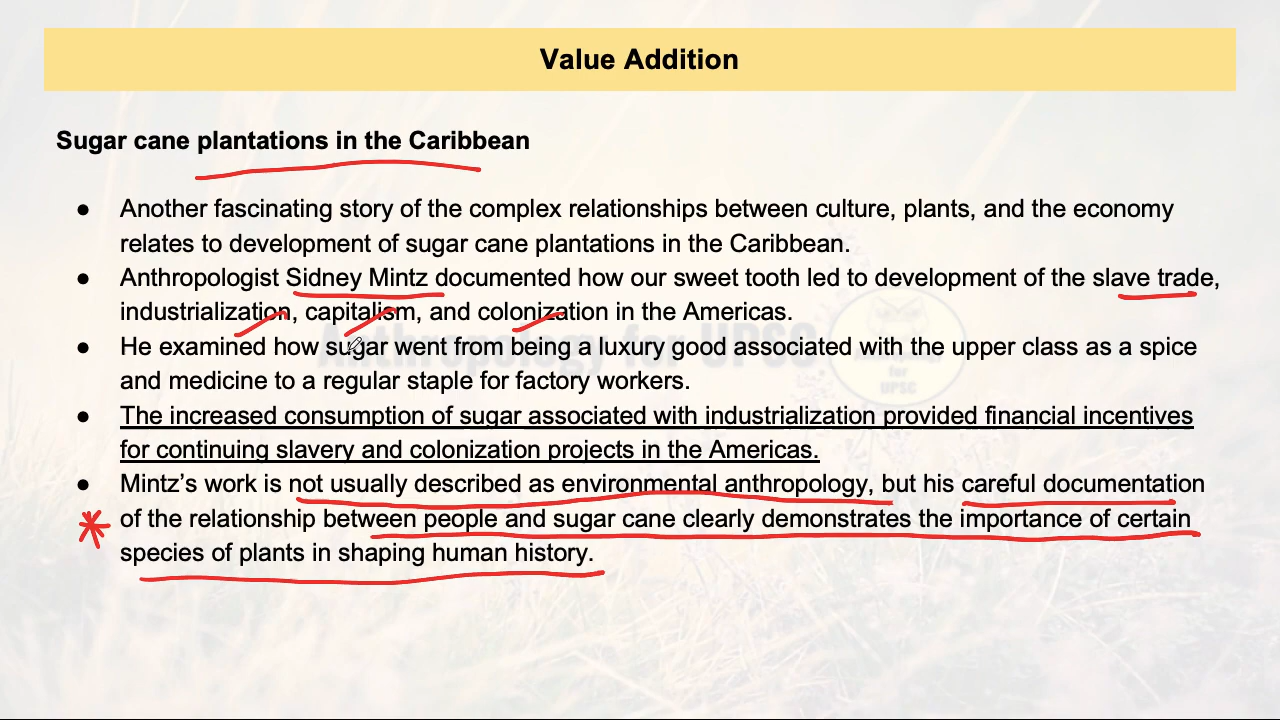 Value Addition
Sugar cane plantations in the Caribbean
● Another fascinating story of the complex relationships between culture, plants, and the economy
relates to development of sugar cane plantations in the Caribbean.
● Anthropologist Sidney Mintz documented how our sweet tooth led to development of the slave trade,
industrialization, capitalism, and colonization in the Americas.
● He examined how sugar went from being a luxury good associated with the upper class as a spice
and medicine to a regular staple for factory workers.
● The increased consumption of sugar associated with industrialization provided financial incentives
for continuing slavery and colonization projects in the Americas.
● Mintz's work is not usually described as environmental anthropology, but his careful documentation
of the relationship between people and sugar cane clearly demonstrates the importance of certain
species of plants in shaping human history.
Anthropology for UPSC
for
UPSC